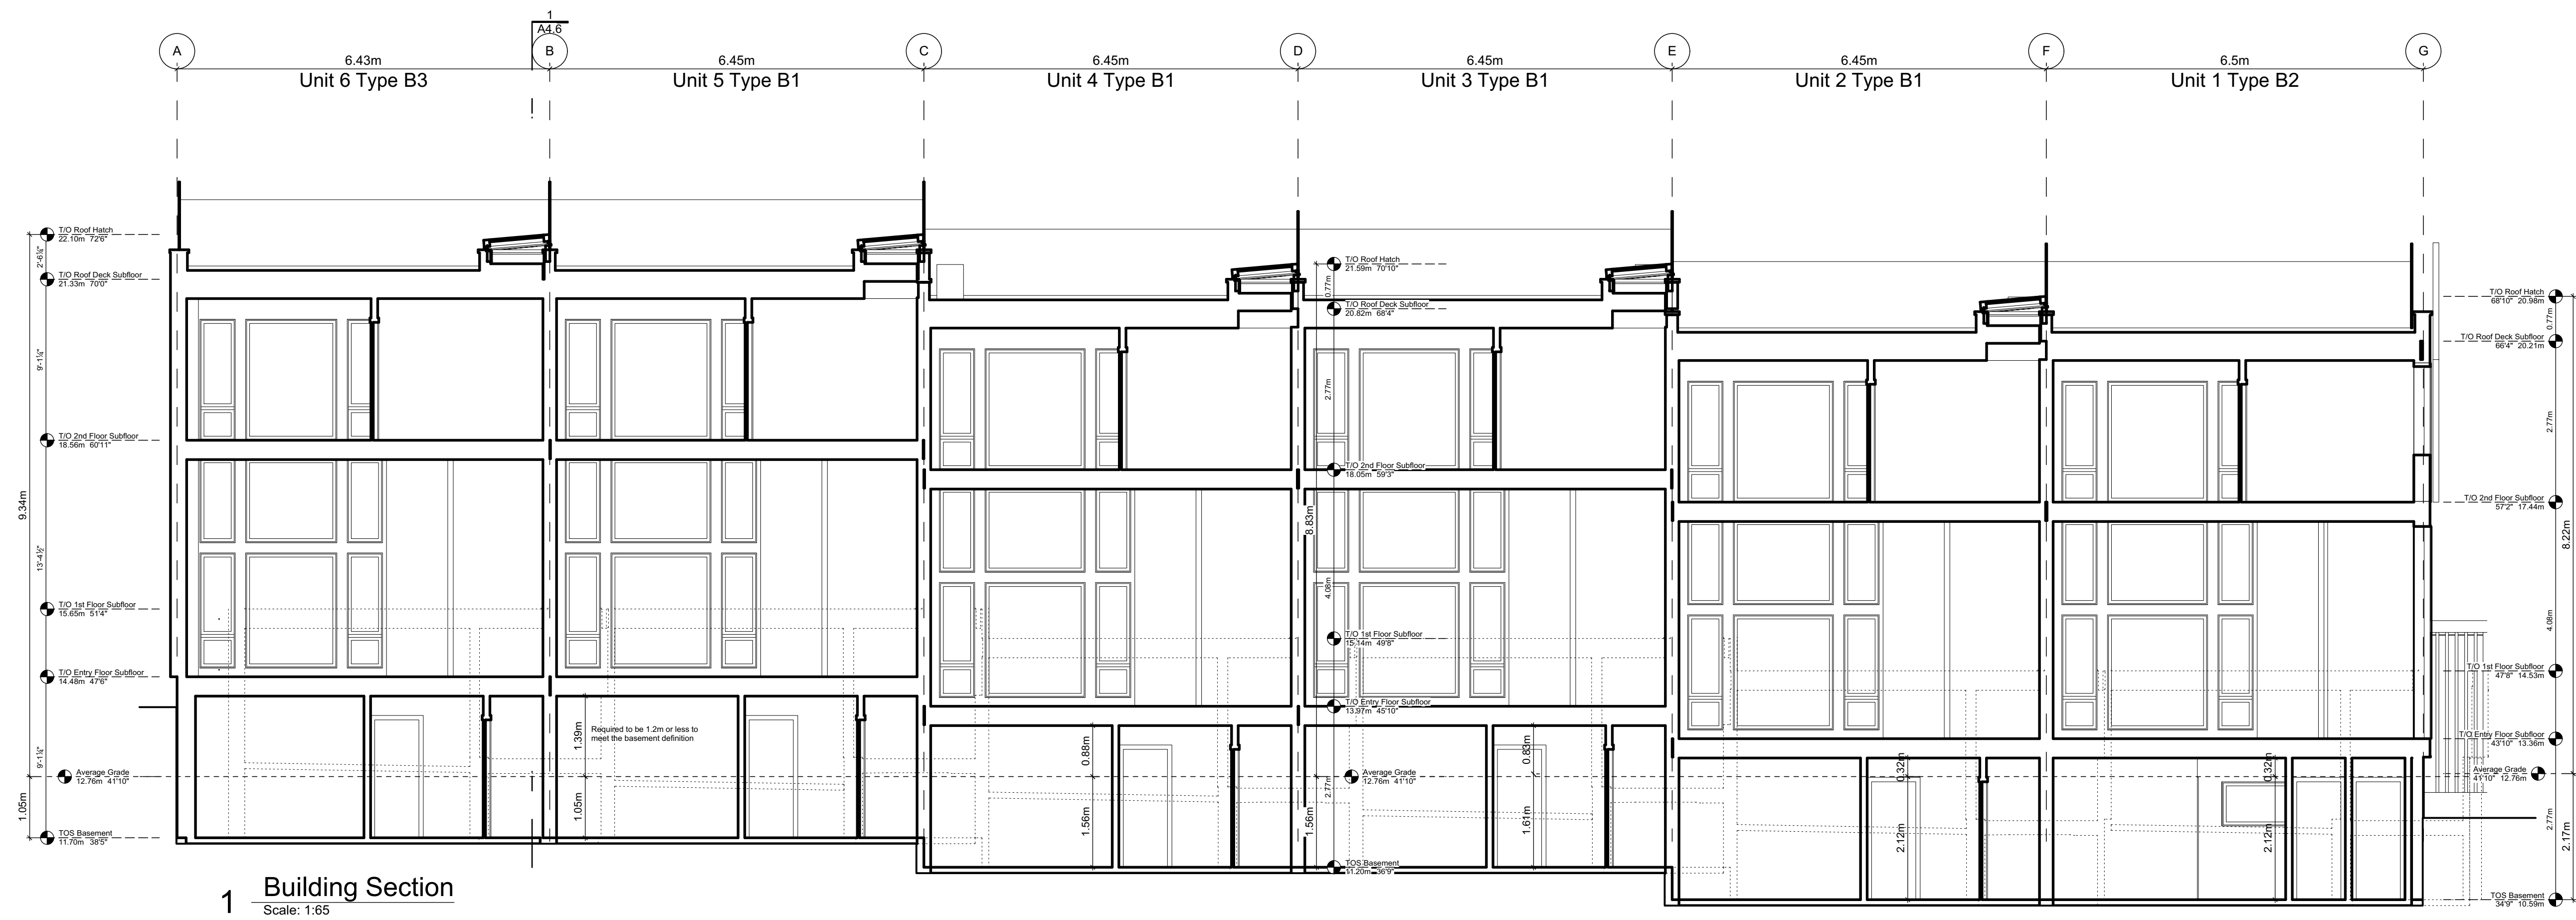 1
A4.6
A
B
C
D
E
F
G
6.43m
6.45m
6.45m
6.45m
6.45m
6.5m
Unit 6 Type B3
Unit 5 Type B1
Unit 4 Type B1
Unit 3 Type B1
Unit 2 Type B1
Unit 1 Type B2
T/O Roof Hatch
22.10m 72'6"
2'-6¼"
T/O Roof Deck Subfloor
21.33m 70'0"
9'-1¼"
T/O 2nd Floor Subfloor
18.56m 60'11"
9.34m
13'-4½"
T/O 1st Floor Subfloor
15.65m 51'4"
T/O Entry Floor Subfloor
14.48m 47'6"
9'-1¼"
Average Grade
12.76m 41'10"
1.05m
TOS Basement
11.70m 38'5"
1.39m
Required to be 1.2m or less to
meet the basement definition
1.05m
0.88m
1.56m
T/O Roof Hatch
21.59m 70'10"
0.77m
T/O Roof Deck Subfloor
20.82m 68'4"
2.77m
T/O 2nd Floor Subfloor
18.05m 59'3"
8.83m
4.08m
T/O 1st Floor Subfloor
15.14m 49'8"
T/O Entry Floor Subfloor
13.97m 45'10"
Average Grade
12.76m 41'10"
2.77m
1.56m
TOS Basement
11.20m 36'9"
0.83m
1.61m
0.32m
2.12m
0.32m
2.12m
T/O Roof Hatch
68'10" 20.98m
0.77m
T/O Roof Deck Subfloor
66'4" 20.21m
2.77m
T/O 2nd Floor Subfloor
57'2" 17.44m
8.22m
4.08m
T/O 1st Floor Subfloor
47'8" 14.53m
T/O Entry Floor Subfloor
43'10" 13.36m
Average Grade
41'10" 12.76m
2.77m
2.17m
TOS Basement
34'9" 10.59m
1 Building Section
Scale: 1:65